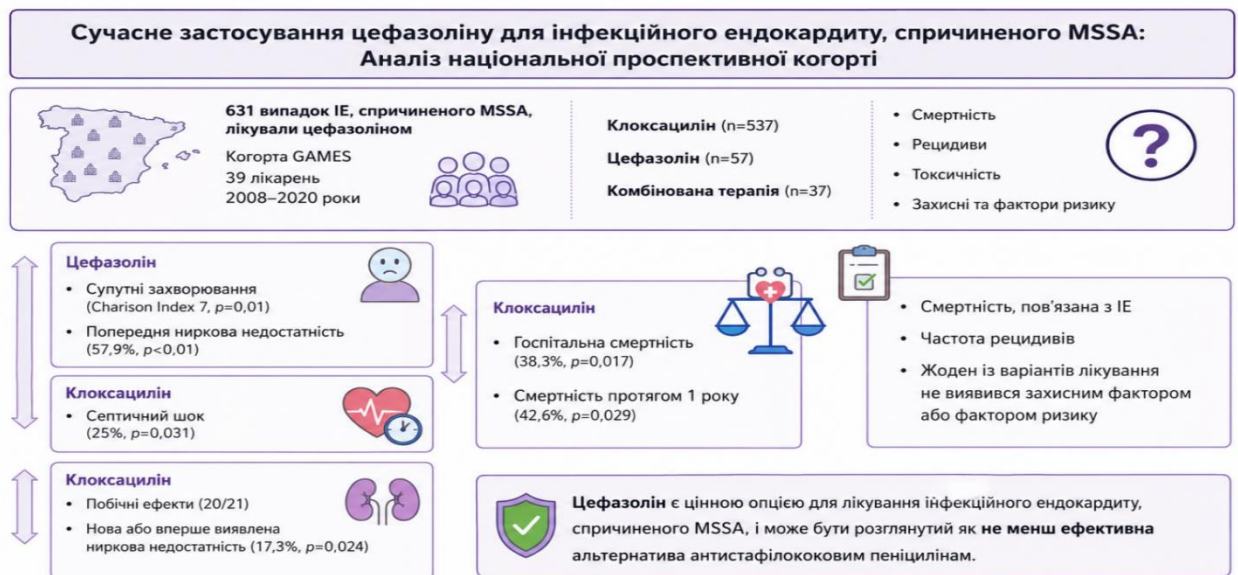 Сучасне застосування цефазоліну для інфекційного ендокардиту, спричиненого MSSA:
Аналіз національної проспективної когорті
631 випадок ІЕ, спричиненого MSSA,
лікували цефазоліном
Когорта GAMES
39 лікарень
2008–2020 роки
Клоксацилін (n=537)
Цефазолін (n=57)
Комбінована терапія (n=37)
• Смертність
• Рецидиви
• Токсичність
• Захисні та фактори ризику
?
Цефазолін
• Супутні захворювання
(Charison Index 7, p=0,01)
• Попередня ниркова недостатність
(57,9%, p<0,01)
Клоксацилін
• Септичний шок
(25%, p=0,031)
Клоксацилін
• Побічні ефекти (20/21)
• Нова або вперше виявлена
ниркова недостатність (17,3%, p=0,024)
Клоксацилін
• Госпітальна смертність
(38,3%, p=0,017)
• Смертність протягом 1 року
(42,6%, p=0,029)
• Смертність, пов'язана з ІЕ
• Частота рецидивів
• Жоден із варіантів лікування
не виявився захисним фактором
або фактором ризику
Цефазолін є цінною опцією для лікування інфекційного ендокардиту,
спричиненого MSSA, і може бути розглянутий як не менш ефективна
альтернатива антистафілококовим пеніцилінам.